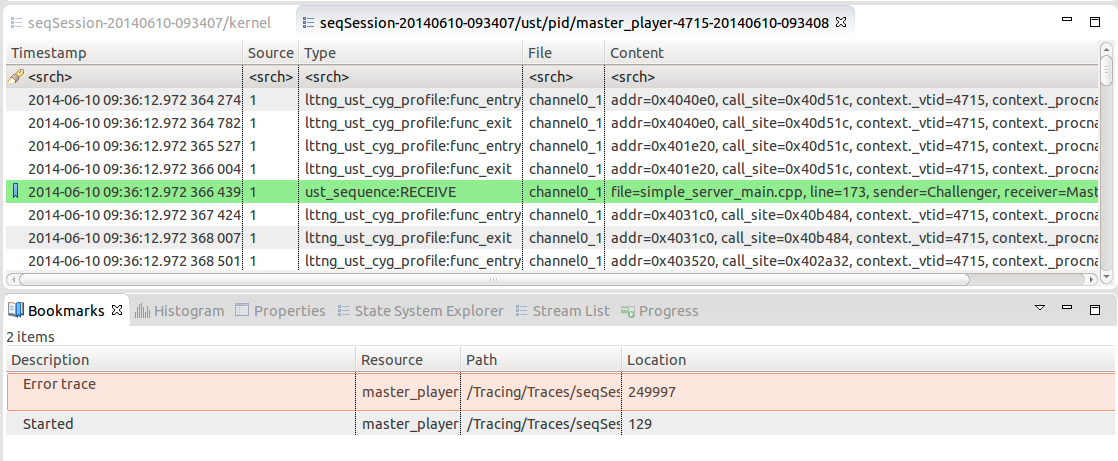 seqSession-20140610-093407/kernel seqSession-20140610-093407/ust/pid/master_player-4715-20140610-093408
Timestamp Source Type File Content
<srch> <srch> <srch> <srch> <srch>
2014-06-10 09:36:12.972 364 274 1 lttng_ust_cyg_profile:func_entry channel0_1 addr=0x4040e0, call_site=0x40d51c, context._vtid=4715, context._procna
2014-06-10 09:36:12.972 364 782 1 lttng_ust_cyg_profile:func_exit channel0_1 addr=0x4040e0, call_site=0x40d51c, context._vtid=4715, context._procna
2014-06-10 09:36:12.972 365 527 1 lttng_ust_cyg_profile:func_entry channel0_1 addr=0x401e20, call_site=0x40d51c, context._vtid=4715, context._procna
2014-06-10 09:36:12.972 366 004 1 lttng_ust_cyg_profile:func_exit channel0_1 addr=0x401e20, call_site=0x40d51c, context._vtid=4715, context._procna
2014-06-10 09:36:12.972 366 439 1 ust_sequence:RECEIVE channel0_1 file=simple_server_main.cpp, line=173, sender=Challenger, receiver=Mast
2014-06-10 09:36:12.972 367 424 1 lttng_ust_cyg_profile:func_entry channel0_1 addr=0x4031c0, call_site=0x40b484, context._vtid=4715, context._procna
2014-06-10 09:36:12.972 368 007 1 lttng_ust_cyg_profile:func_exit channel0_1 addr=0x4031c0, call_site=0x40b484, context._vtid=4715, context._procna
2014-06-10 09:36:12.972 368 501 1 lttng_ust_cyg_profile:func_entry channel0_1 addr=0x403520, call_site=0x402a32, context._vtid=4715, context._procna
Bookmarks Histogram Properties State System Explorer Stream List Progress
2 items
Description Resource Path Location
Error trace master_player /Tracing/Traces/seqSes 249997
Started master_player /Tracing/Traces/seqSes 129